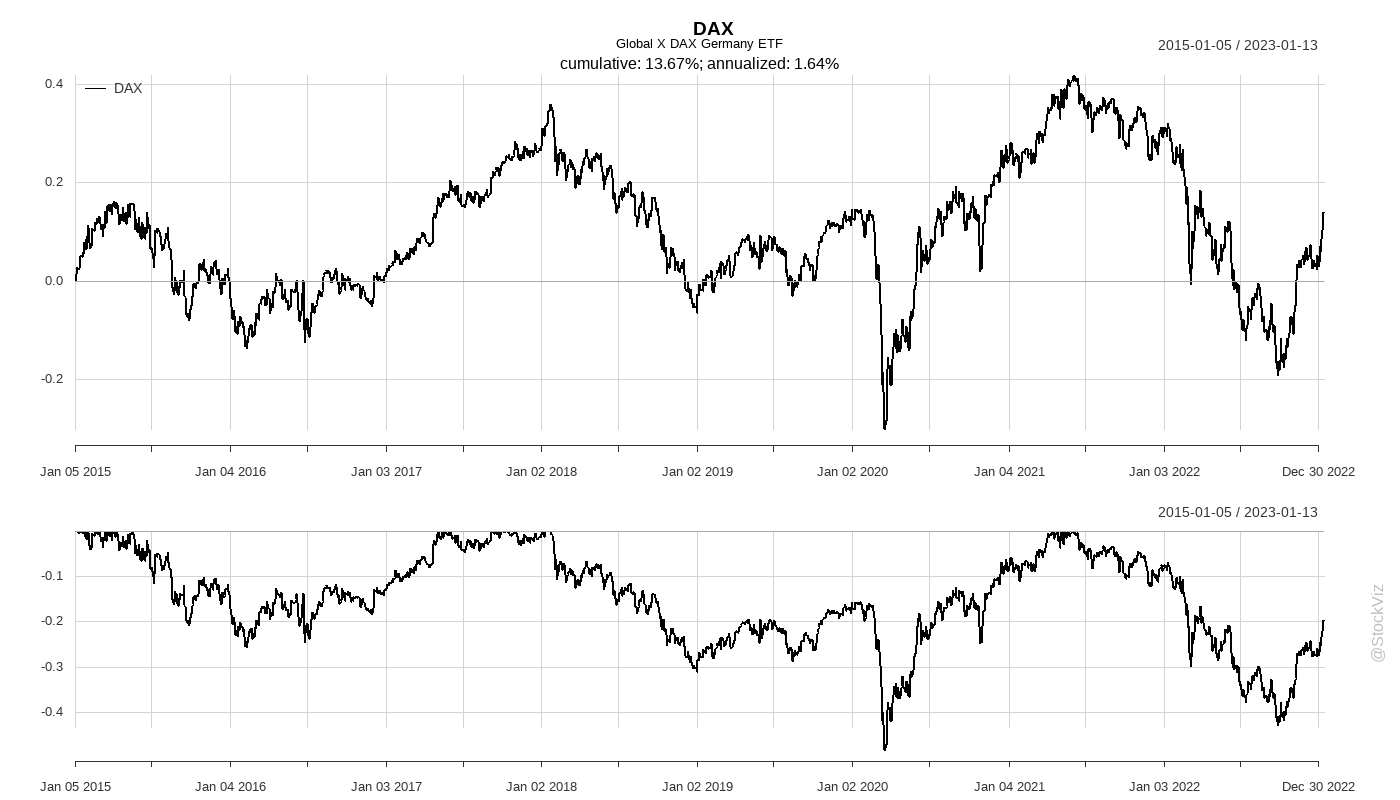 DAX
Global X DAX Germany ETF
2015-01-05 / 2023-01-13
cumulative: 13.67%; annualized: 1.64%
DAX
0.4
0.2
0.0
-0.2
Jan 05 2015 Jan 04 2016 Jan 03 2017 Jan 02 2018 Jan 02 2019 Jan 02 2020 Jan 04 2021 Jan 03 2022 Dec 30 2022
2015-01-05 / 2023-01-13
-0.1
-0.2
-0.3
-0.4
Jan 05 2015 Jan 04 2016 Jan 03 2017 Jan 02 2018 Jan 02 2019 Jan 02 2020 Jan 04 2021 Jan 03 2022 Dec 30 2022
@StockViz